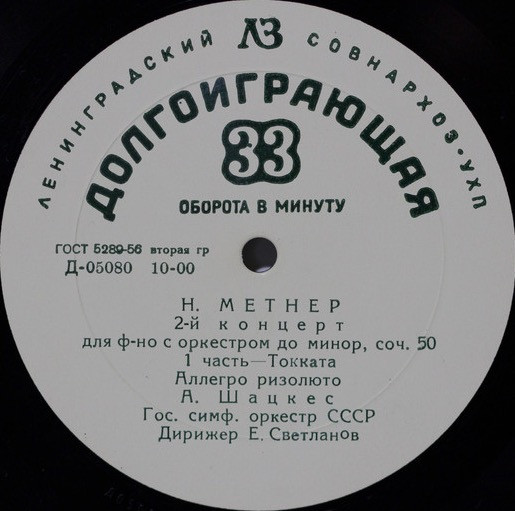 ЛЕНИНГРАДСКИЙ ЛЗ СОВНАРХОЗ·УХП
ДОЛГОИГРАЮЩАЯ
33
ОБОРОТА В МИНУТУ
ГОСТ 5289-56 вторая гр
Д-05080 10-00
Н. МЕТНЕР
2-й концерт
для ф-но с оркестром до минор, соч. 50
1 часть—Токката
Аллегро ризолюто
А. Шацкес
Гос. симф. оркестр СССР
Дирижер Е. Светланов